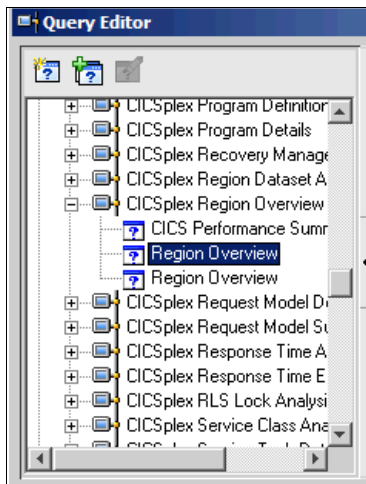 Query Editor
CICSplex Program Definition
CICSplex Program Details
CICSplex Recovery Manage
CICSplex Region Dataset A
CICSplex Region Overview
CICS Performance Summ
Region Overview
Region Overview
CICSplex Request Model D
CICSplex Request Model Su
CICSplex Response Time A
CICSplex Response Time E
CICSplex RLS Lock Analysi
CICSplex Service Class Ana